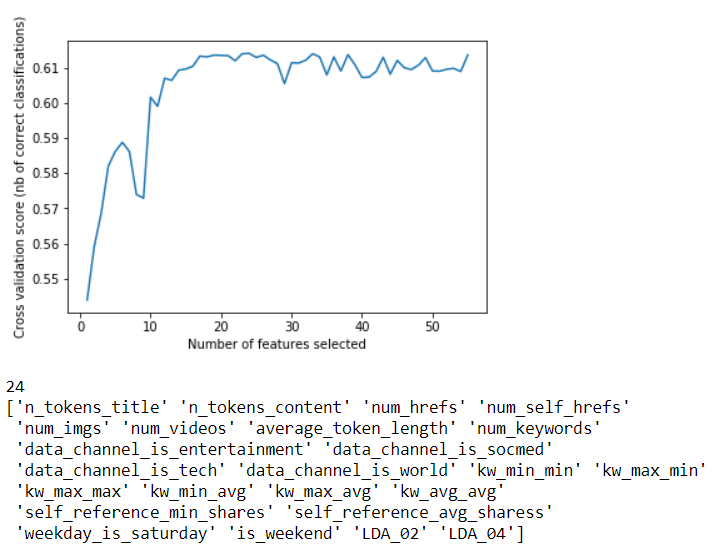 Cross validation score (nb of correct classifications)
0.61
0.60
0.59
0.58
0.57
0.56
0.55
0 10 20 30 40 50
Number of features selected
24
['n_tokens_title' 'n_tokens_content' 'num_hrefs' 'num_self_hrefs'
'num_imgs' 'num_videos' 'average_token_length' 'num_keywords'
'data_channel_is_entertainment' 'data_channel_is_socmed'
'data_channel_is_tech' 'data_channel_is_world' 'kw_min_min' 'kw_max_min'
'kw_max_max' 'kw_min_avg' 'kw_max_avg' 'kw_avg_avg'
'self_reference_min_shares' 'self_reference_avg_sharess'
'weekday_is_saturday' 'is_weekend' 'LDA_02' 'LDA_04']